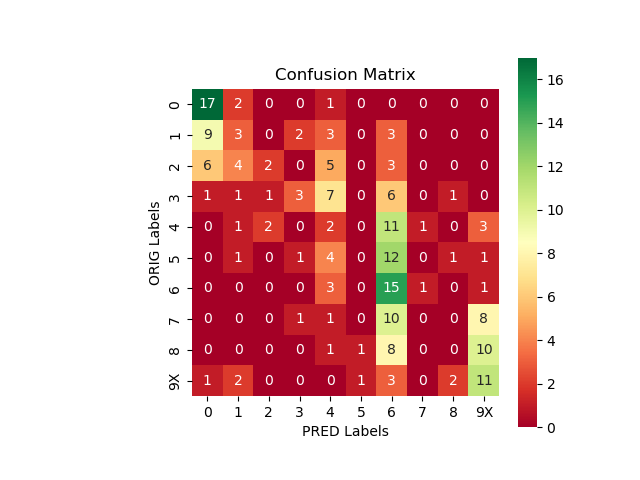 Confusion Matrix
0 17 2 0 0 1 0 0 0 0 0
1 9 3 0 2 3 0 3 0 0 0
2 6 4 2 0 5 0 3 0 0 0
3 1 1 1 3 7 0 6 0 1 0
4 0 1 2 0 2 0 11 1 0 3
5 0 1 0 1 4 0 12 0 1 1
6 0 0 0 0 3 0 15 1 0 1
7 0 0 0 1 1 0 10 0 0 8
8 0 0 0 0 1 1 8 0 0 10
9X 1 2 0 0 0 1 3 0 2 11
0 1 2 3 4 5 6 7 8 9X
PRED Labels
ORIG Labels
16
14
12
10
8
6
4
2
0